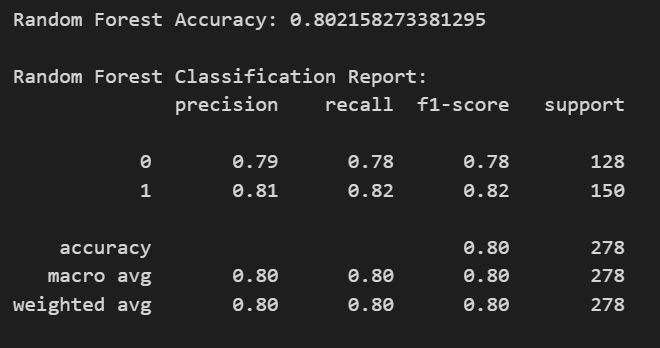 Random Forest Accuracy: 0.802158273381295
Random Forest Classification Report:
precision recall f1-score support
0 0.79 0.78 0.78 128
1 0.81 0.82 0.82 150
accuracy 0.80 278
macro avg 0.80 0.80 0.80 278
weighted avg 0.80 0.80 0.80 278